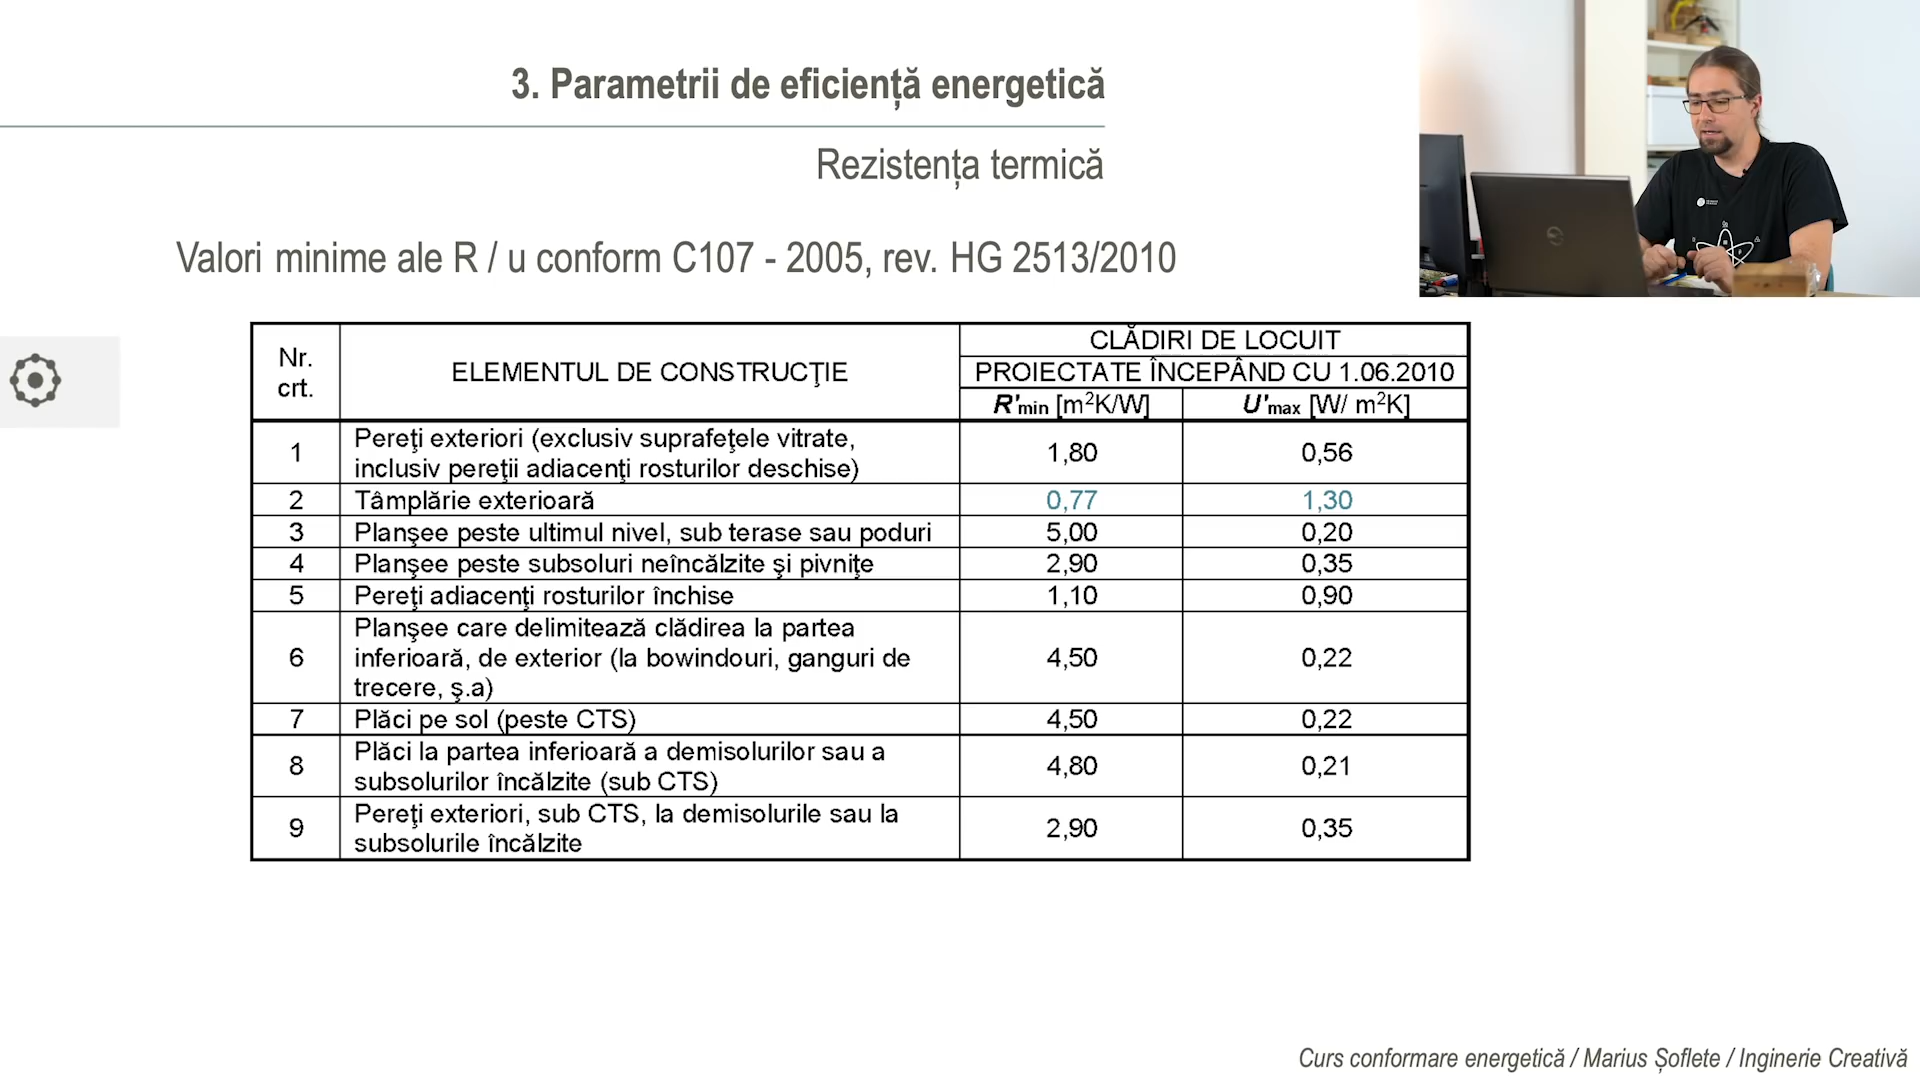 3. Parametrii de eficiență energetică
Rezistența termică
Valori minime ale R / u conform C107 - 2005, rev. HG 2513/2010
Nr. crt.
ELEMENTUL DE CONSTRUCŢIE
CLĂDIRI DE LOCUIT
PROIECTATE ÎNCEPÂND CU 1.06.2010
R'min [m²K/W] U'max [W/ m²K]
1 Pereţi exteriori (exclusiv suprafeţele vitrate,
inclusiv pereţii adiacenţi rosturilor deschise) 1,80 0,56
2 Tâmplărie exterioară 0,77 1,30
3 Planşee peste ultimul nivel, sub terase sau poduri 5,00 0,20
4 Planşee peste subsoluri neîncălzite şi pivniţe 2,90 0,35
5 Pereţi adiacenţi rosturilor închise 1,10 0,90
6 Planşee care delimitează clădirea la partea
inferioară, de exterior (la bowindouri, ganguri de
trecere, ş.a) 4,50 0,22
7 Plăci pe sol (peste CTS) 4,50 0,22
8 Plăci la partea inferioară a demisolurilor sau a
subsolurilor încălzite (sub CTS) 4,80 0,21
9 Pereţi exteriori, sub CTS, la demisolurile sau la
subsolurile încălzite 2,90 0,35
Curs conformare energetică / Marius Șoflete / Inginerie Creativă